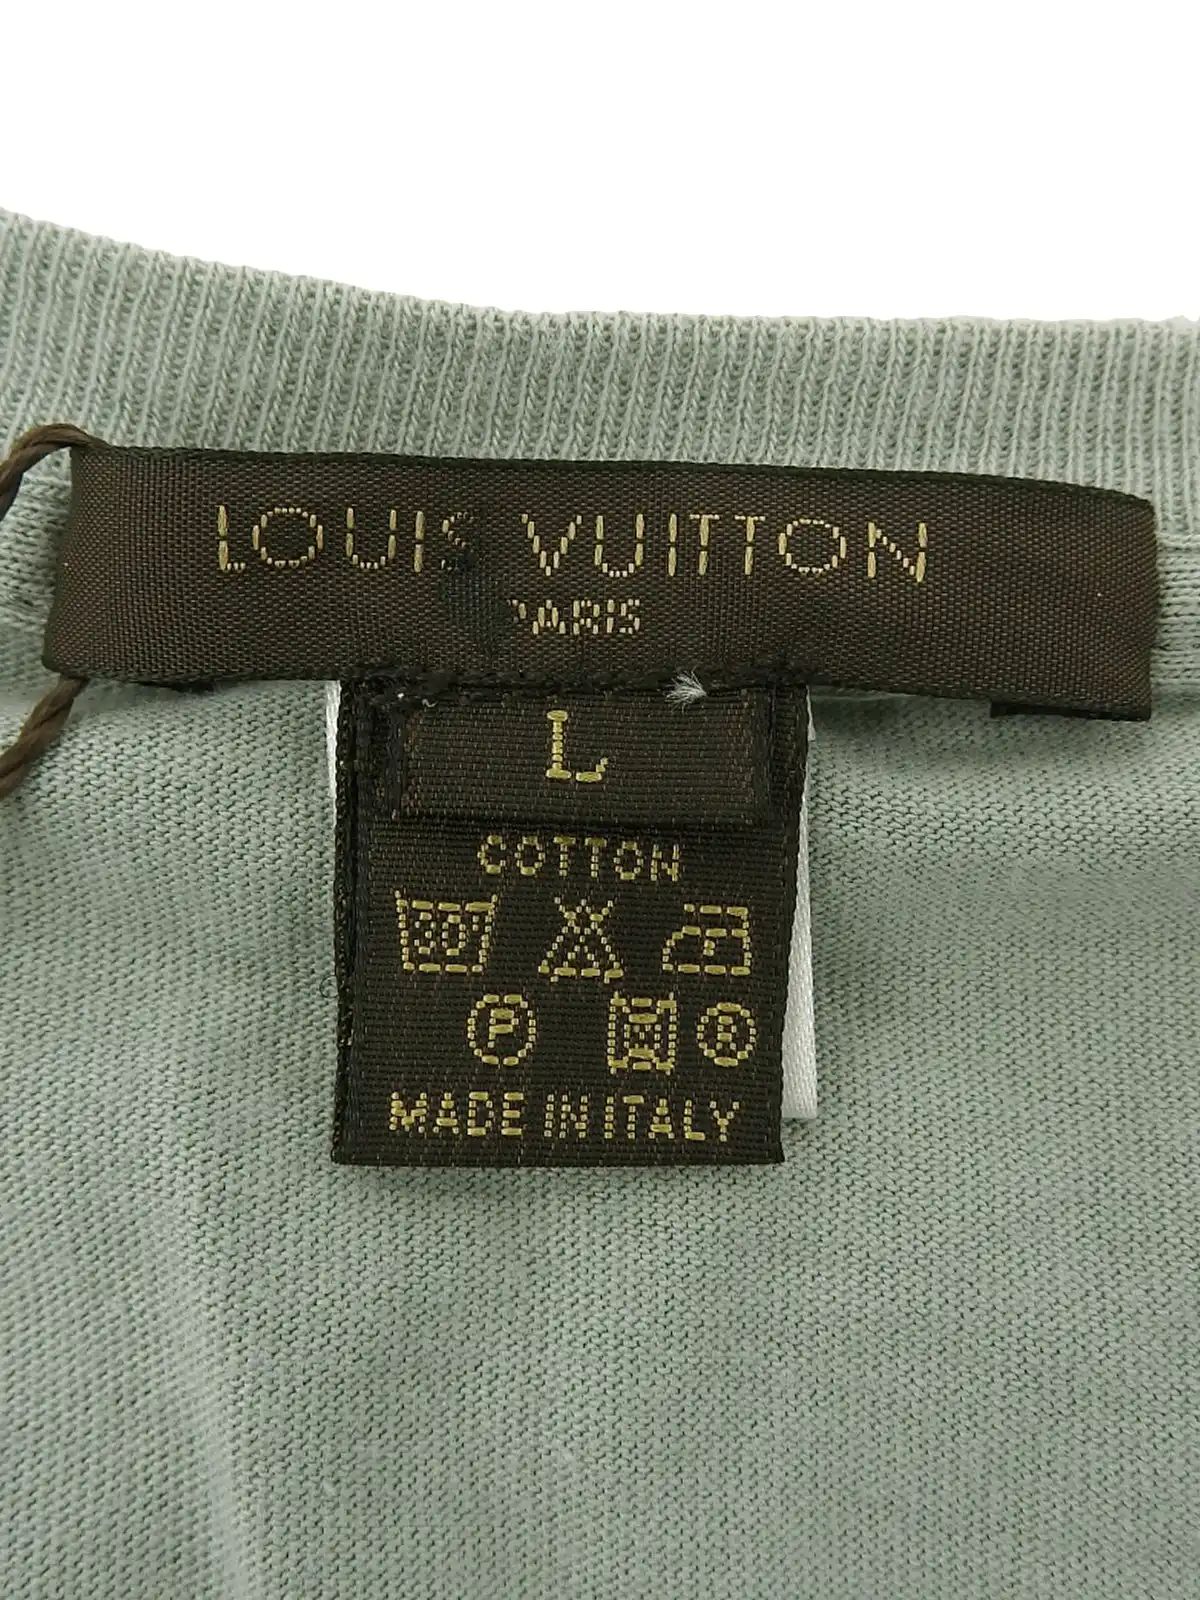 LOUIS VUITTON
PARIS
L
COTTON
30°
P R
MADE IN ITALY